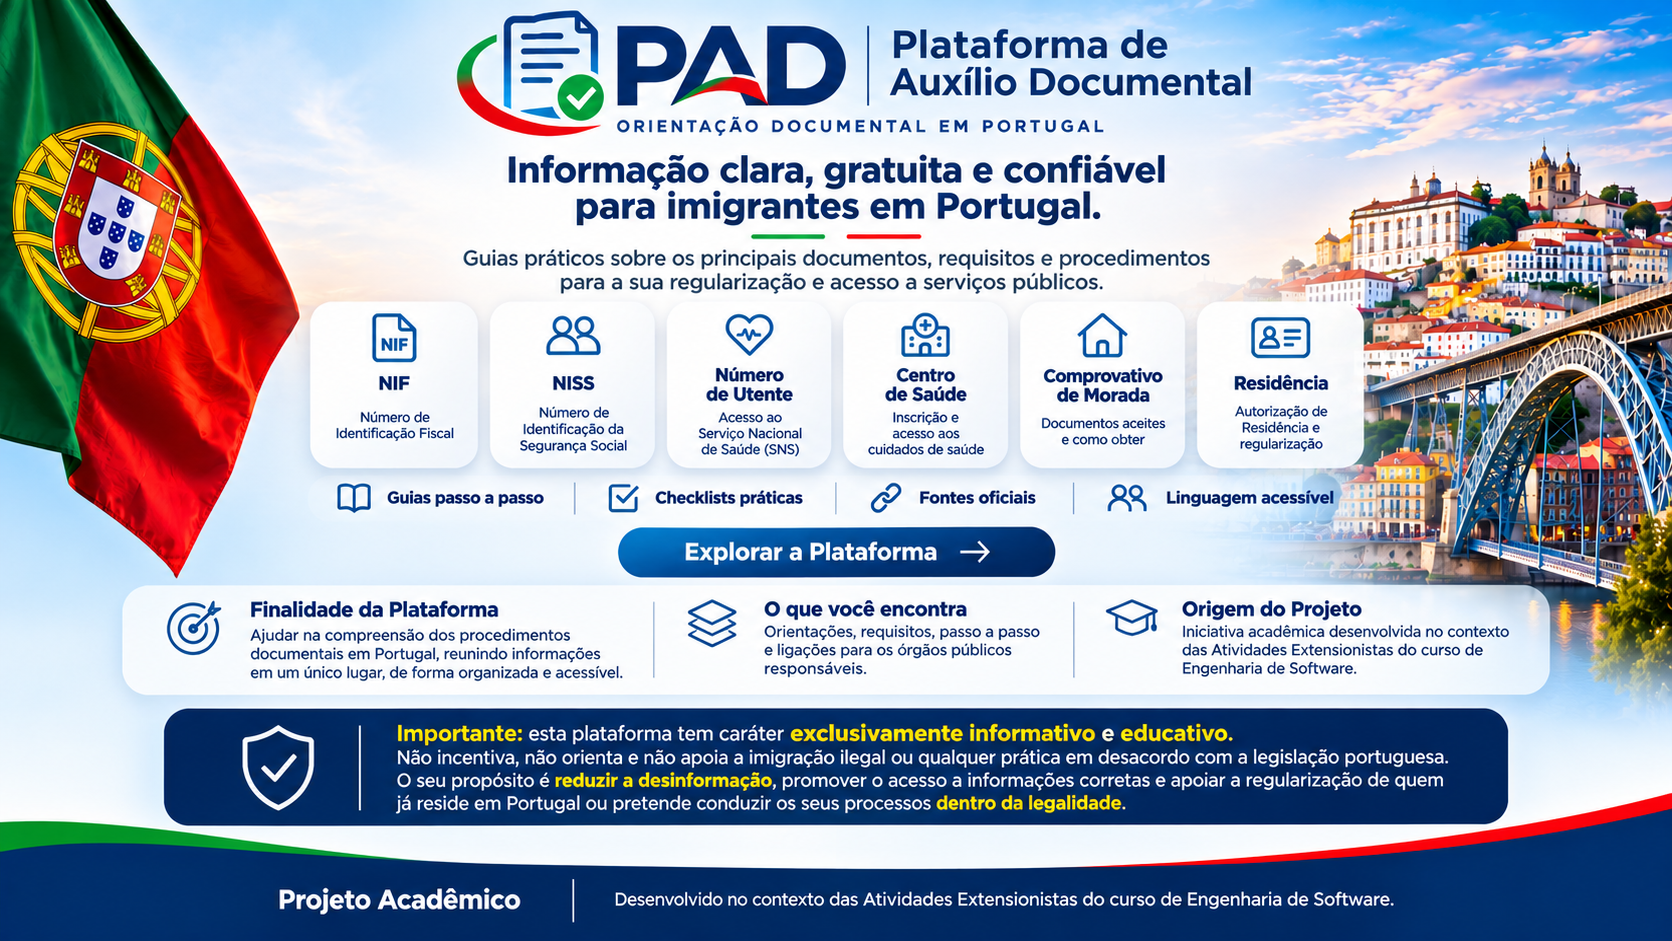 PAD
Plataforma de
Auxílio Documental
ORIENTAÇÃO DOCUMENTAL EM PORTUGAL
Informação clara, gratuita e confiável
para imigrantes em Portugal.
Guias práticos sobre os principais documentos, requisitos e procedimentos
para a sua regularização e acesso a serviços públicos.
NIF
NIF
Número de
Identificação Fiscal
NISS
Número de
Identificação da
Segurança Social
Número
de Utente
Acesso ao
Serviço Nacional
de Saúde (SNS)
Centro
de Saúde
Inscrição e
acesso aos
cuidados de saúde
Comprovativo
de Morada
Documentos aceites
e como obter
Residência
Autorização de
Residência e
regularização
Guias passo a passo
Checklists práticas
Fontes oficiais
Linguagem acessível
Explorar a Plataforma
Finalidade da Plataforma
Ajudar na compreensão dos procedimentos
documentais em Portugal, reunindo informações
em um único lugar, de forma organizada e acessível.
O que você encontra
Orientações, requisitos, passo a passo
e ligações para os órgãos públicos
responsáveis.
Origem do Projeto
Iniciativa acadêmica desenvolvida no contexto
das Atividades Extensionistas do curso de
Engenharia de Software.
Importante: esta plataforma tem caráter exclusivamente informativo e educativo.
Não incentiva, não orienta e não apoia a imigração ilegal ou qualquer prática em desacordo com a legislação portuguesa.
O seu propósito é reduzir a desinformação, promover o acesso a informações corretas e apoiar a regularização de quem
já reside em Portugal ou pretende conduzir os seus processos dentro da legalidade.
Projeto Acadêmico
Desenvolvido no contexto das Atividades Extensionistas do curso de Engenharia de Software.